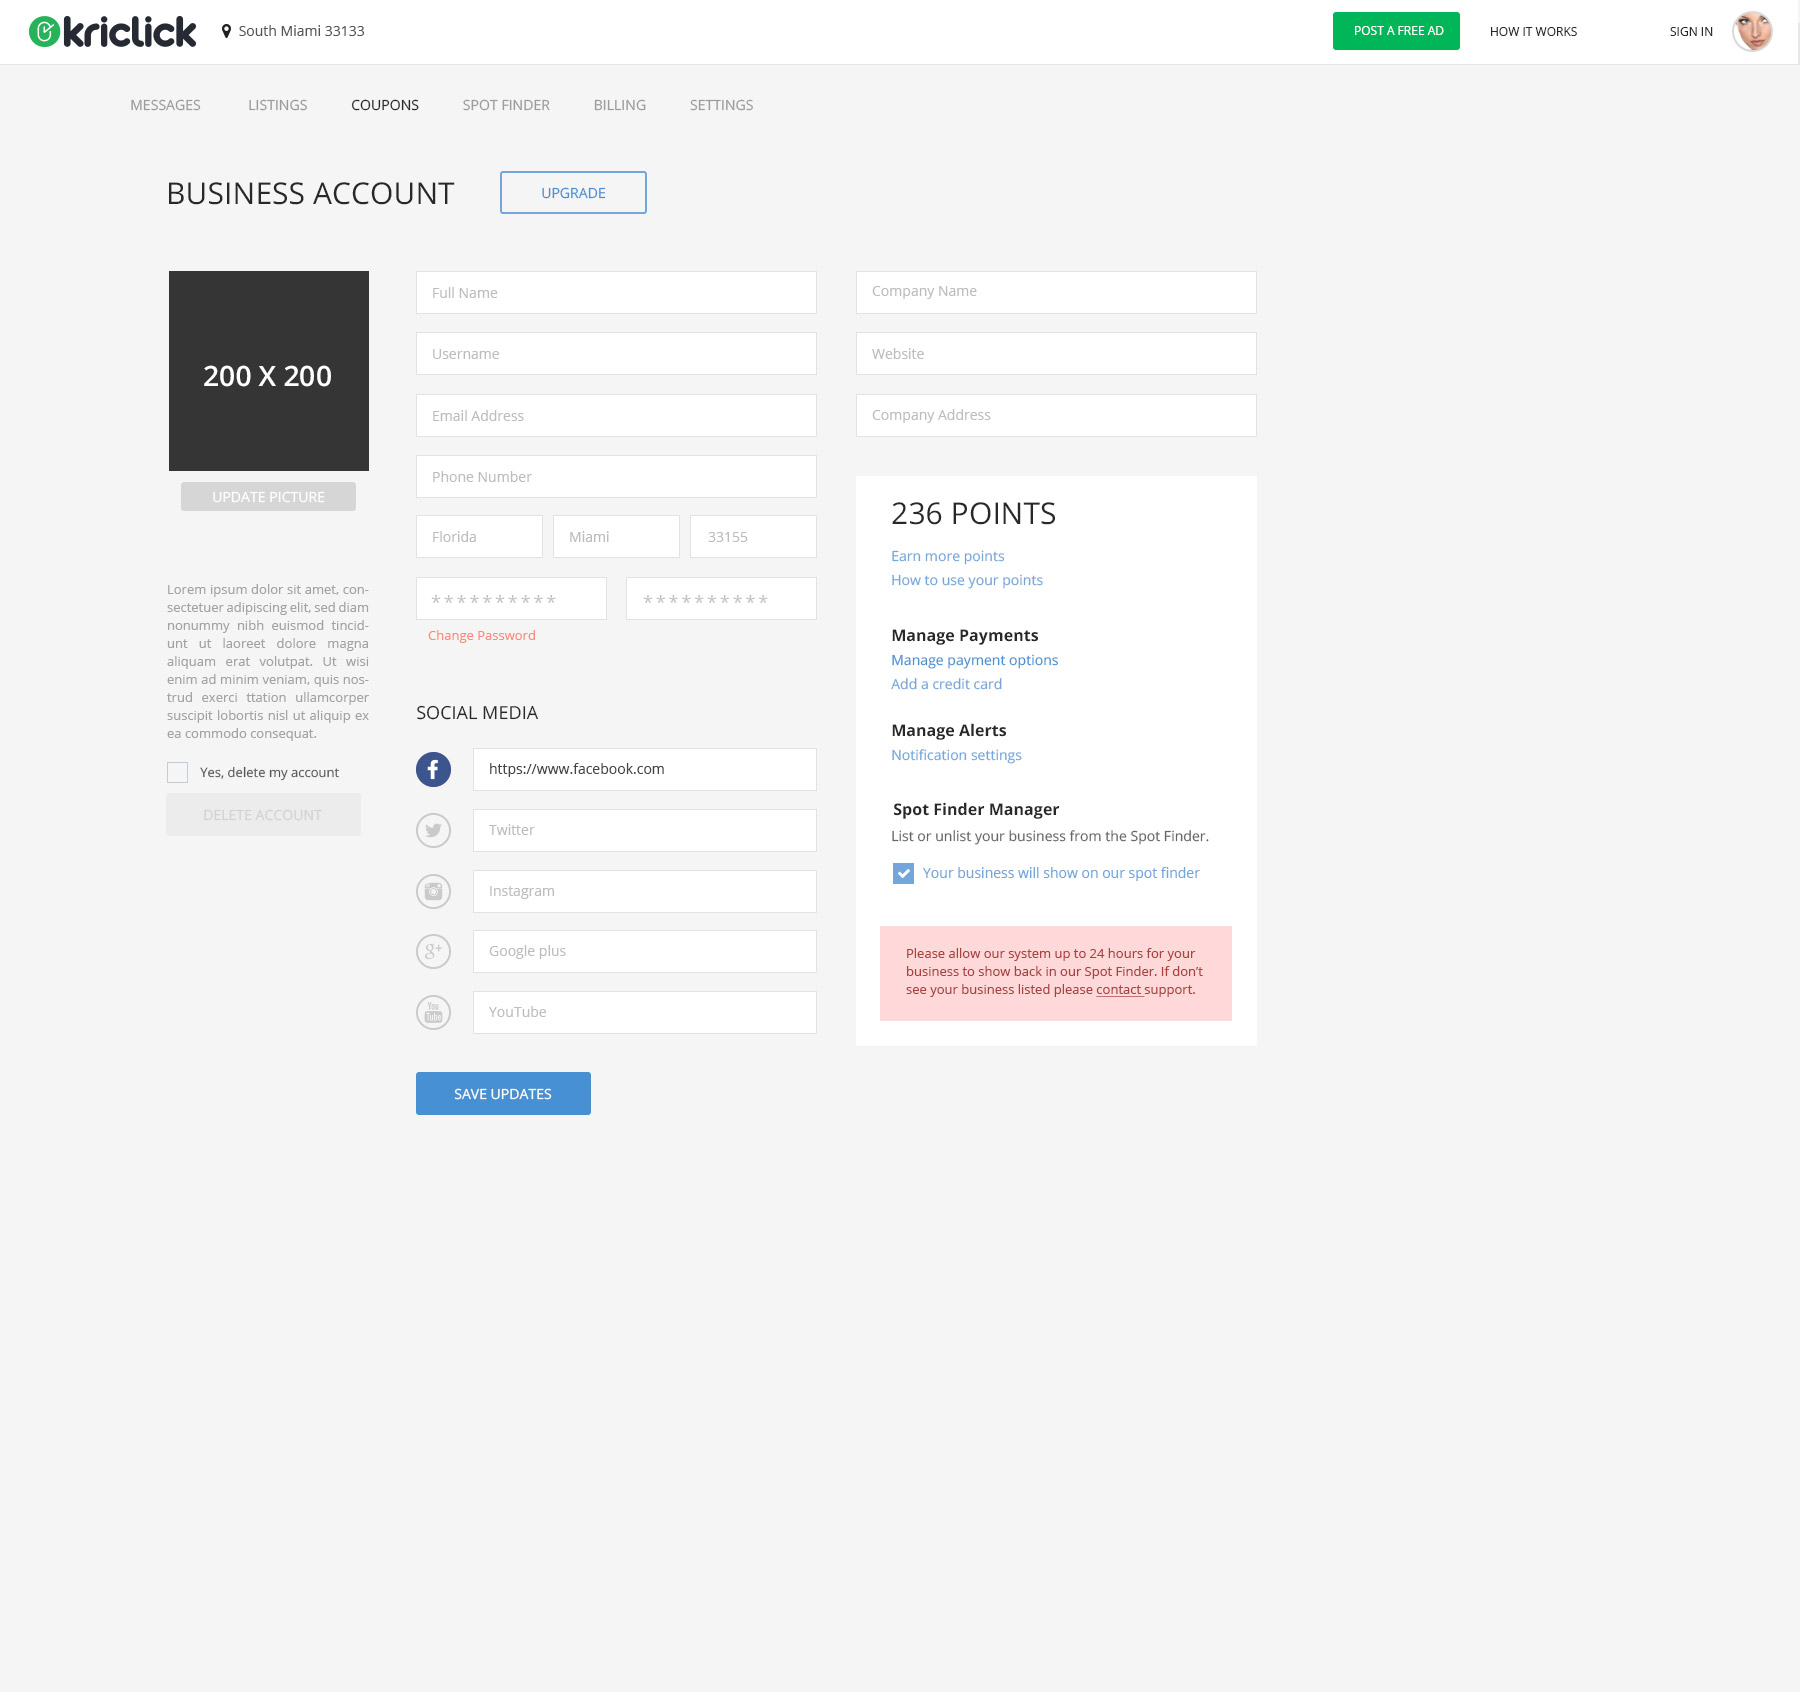 kriclick
South Miami 33133
POST A FREE AD
HOW IT WORKS
SIGN IN
MESSAGES
LISTINGS
COUPONS
SPOT FINDER
BILLING
SETTINGS
BUSINESS ACCOUNT
UPGRADE
200 X 200
UPDATE PICTURE
Lorem ipsum dolor sit amet, con-
sectetuer adipiscing elit, sed diam
nonummy nibh euismod tincid-
unt ut laoreet dolore magna
aliquam erat volutpat. Ut wisi
enim ad minim veniam, quis nos-
trud exerci ttation ullamcorper
suscipit lobortis nisl ut aliquip ex
ea commodo consequat.
Yes, delete my account
DELETE ACCOUNT
Full Name
Username
Email Address
Phone Number
Florida
Miami
33155
**********
**********
Change Password
SOCIAL MEDIA
https://www.facebook.com
Twitter
Instagram
g+
Google plus
You
Tube
YouTube
SAVE UPDATES
Company Name
Website
Company Address
236 POINTS
Earn more points
How to use your points
Manage Payments
Manage payment options
Add a credit card
Manage Alerts
Notification settings
Spot Finder Manager
List or unlist your business from the Spot Finder.
Your business will show on our spot finder
Please allow our system up to 24 hours for your
business to show back in our Spot Finder. If don't
see your business listed please contact support.